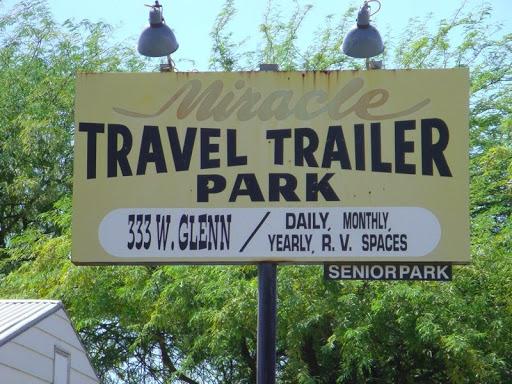 Miracle
TRAVEL TRAILER
PARK
333 W. GLENN / DAILY, MONTHLY,
YEARLY, R. V. SPACES
SENIOR PARK